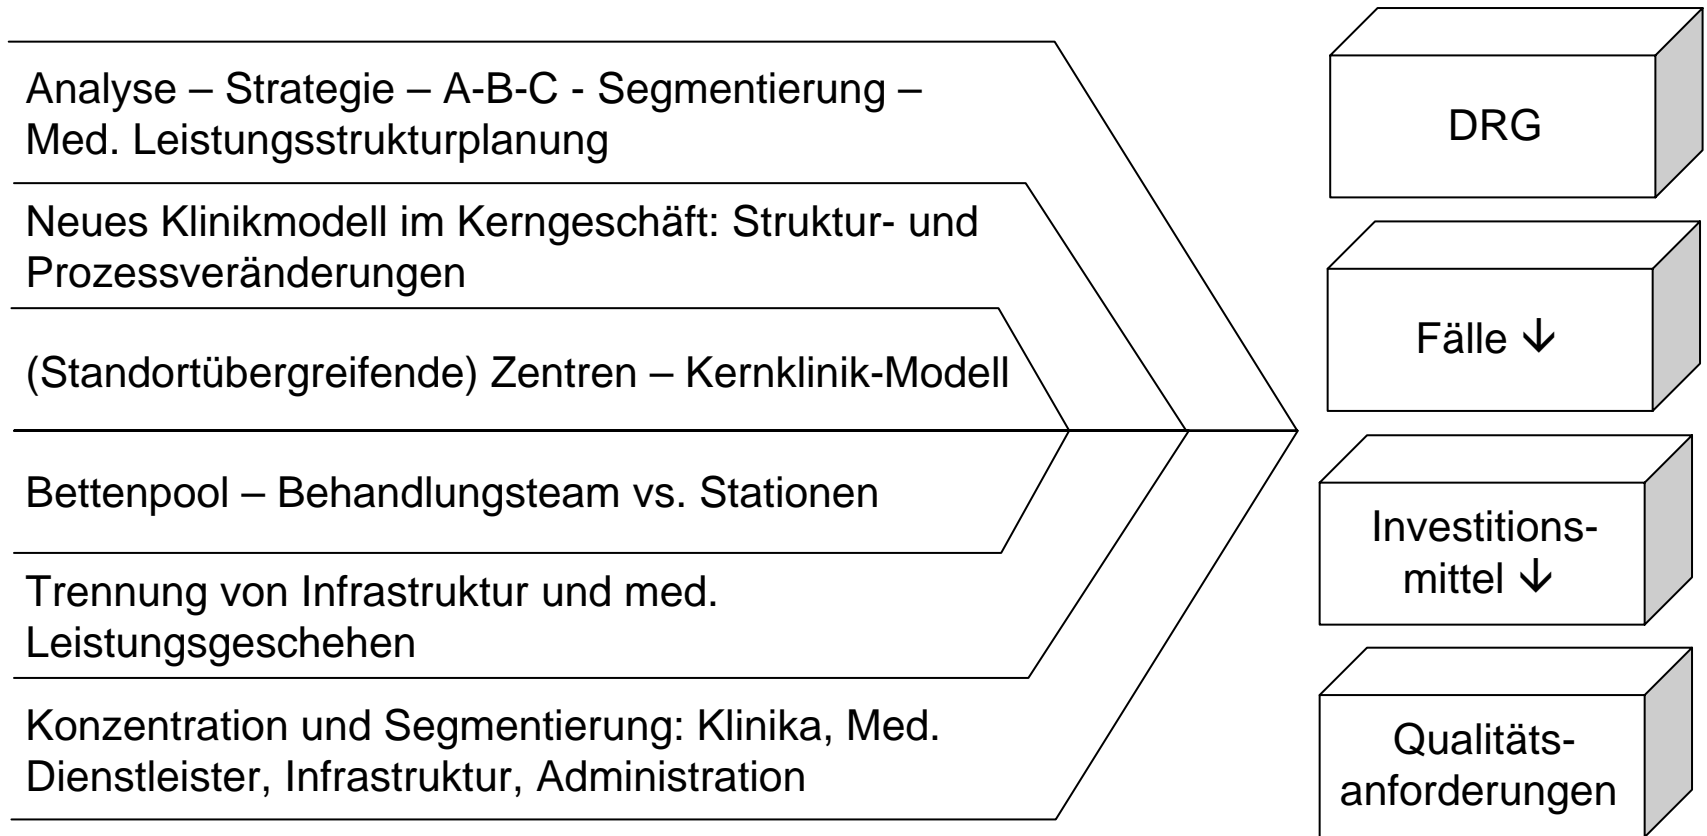 Analyse – Strategie – A-B-C - Segmentierung –
Med. Leistungsstrukturplanung
Neues Klinikmodell im Kerngeschäft: Struktur- und
Prozessveränderungen
(Standortübergreifende) Zentren – Kernklinik-Modell
Bettenpool – Behandlungsteam vs. Stationen
Trennung von Infrastruktur und med.
Leistungsgeschehen
Konzentration und Segmentierung: Klinika, Med.
Dienstleister, Infrastruktur, Administration
DRG
Fälle ↓
Investitions-
mittel ↓
Qualitäts-
anforderungen